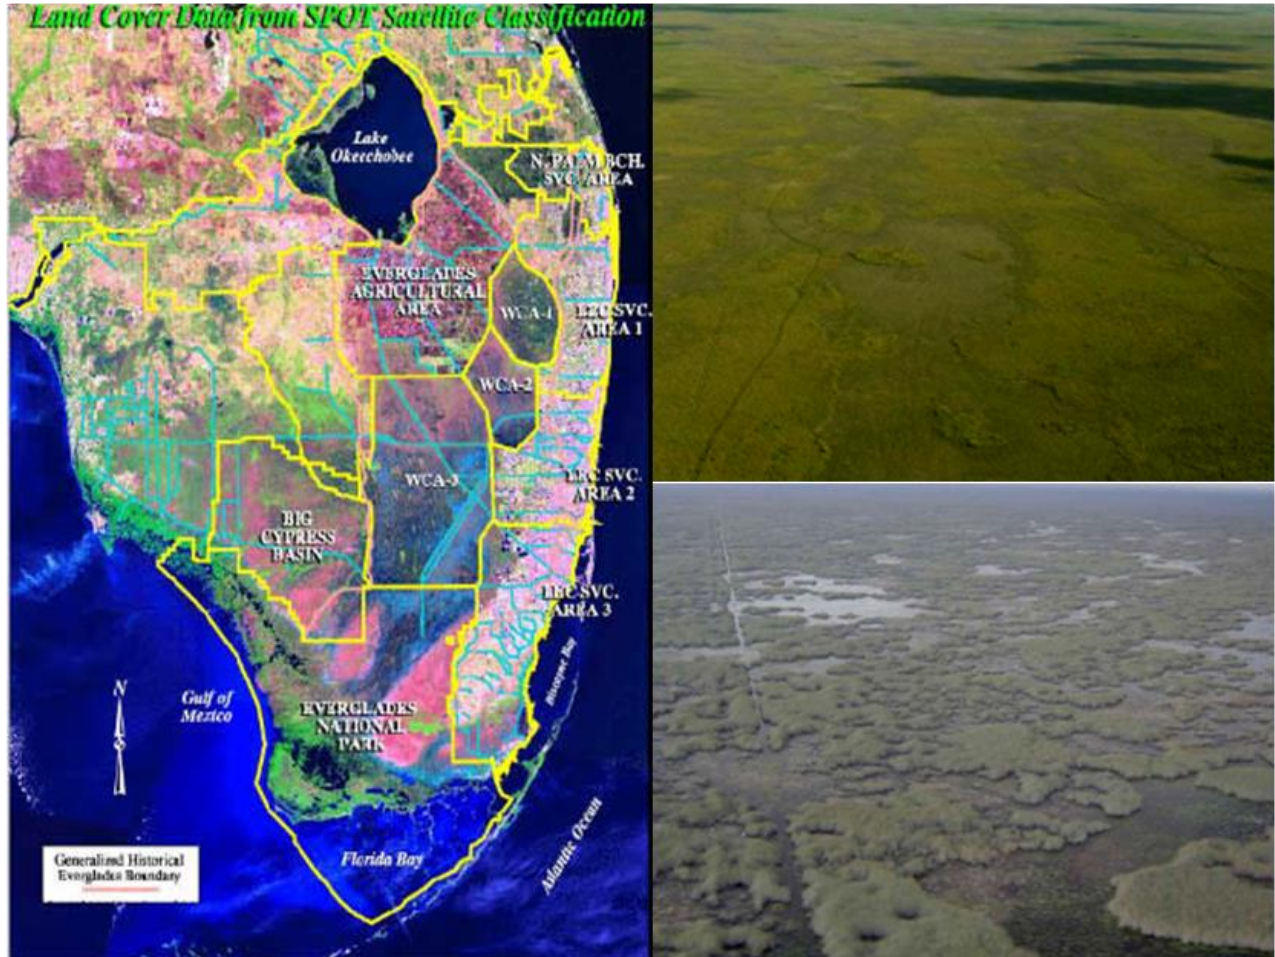 Land Cover Data from SPOT Satellite Classification
Lake
Okeechobee
N. PALM BCH.
SVC. AREA
EVERGLADES
AGRICULTURAL
AREA
WCA-1
LEC SVC.
AREA 1
WCA-2
WCA-3
LEC SVC.
AREA 2
BIG
CYPRESS
BASIN
LEC SVC.
AREA 3
Biscayne Bay
N
Gulf of
Mexico
EVERGLADES
NATIONAL
PARK
Atlantic Ocean
Florida Bay
Generalized Historical
Everglades Boundary